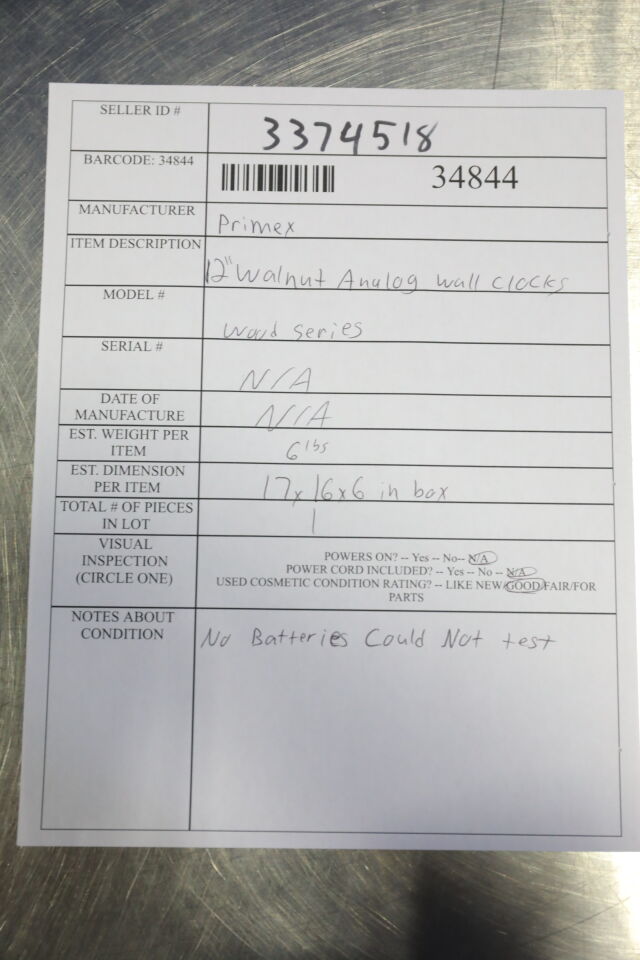 SELLER ID # 3374518
BARCODE: 34844 34844
MANUFACTURER Primex
ITEM DESCRIPTION 12" Walnut Analog wall clocks
MODEL # Wood series
SERIAL # N/A
DATE OF
MANUFACTURE N/A
EST. WEIGHT PER
ITEM 6 lbs
EST. DIMENSION
PER ITEM 17x16x6 in box
TOTAL # OF PIECES
IN LOT 1
VISUAL
INSPECTION
(CIRCLE ONE)
POWERS ON? -- Yes -- No-- N/A
POWER CORD INCLUDED? -- Yes -- No -- N/A
USED COSMETIC CONDITION RATING? -- LIKE NEW/GOOD/FAIR/FOR
PARTS
NOTES ABOUT
CONDITION
No Batteries Could Not test